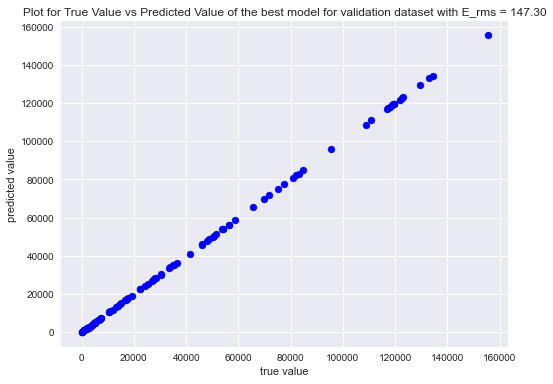 Plot for True Value vs Predicted Value of the best model for validation dataset with E_rms = 147.30
160000
140000
120000
100000
80000
60000
40000
20000
0
predicted value
0 20000 40000 60000 80000 100000 120000 140000 160000
true value